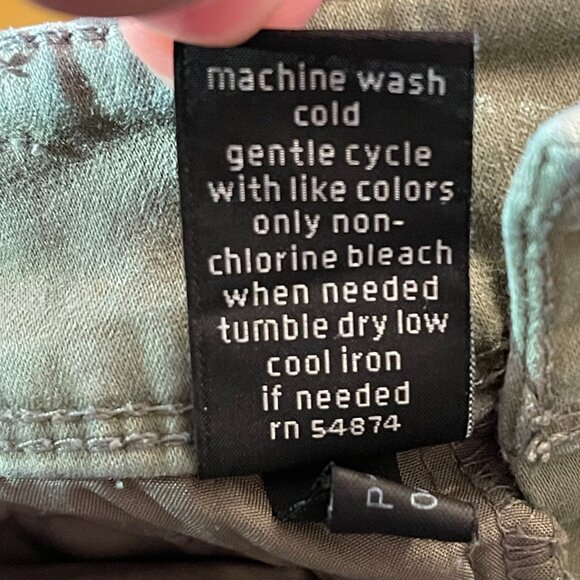 machine wash
cold
gentle cycle
with like colors
only non-
chlorine bleach
when needed
tumble dry low
cool iron
if needed
rn 54874